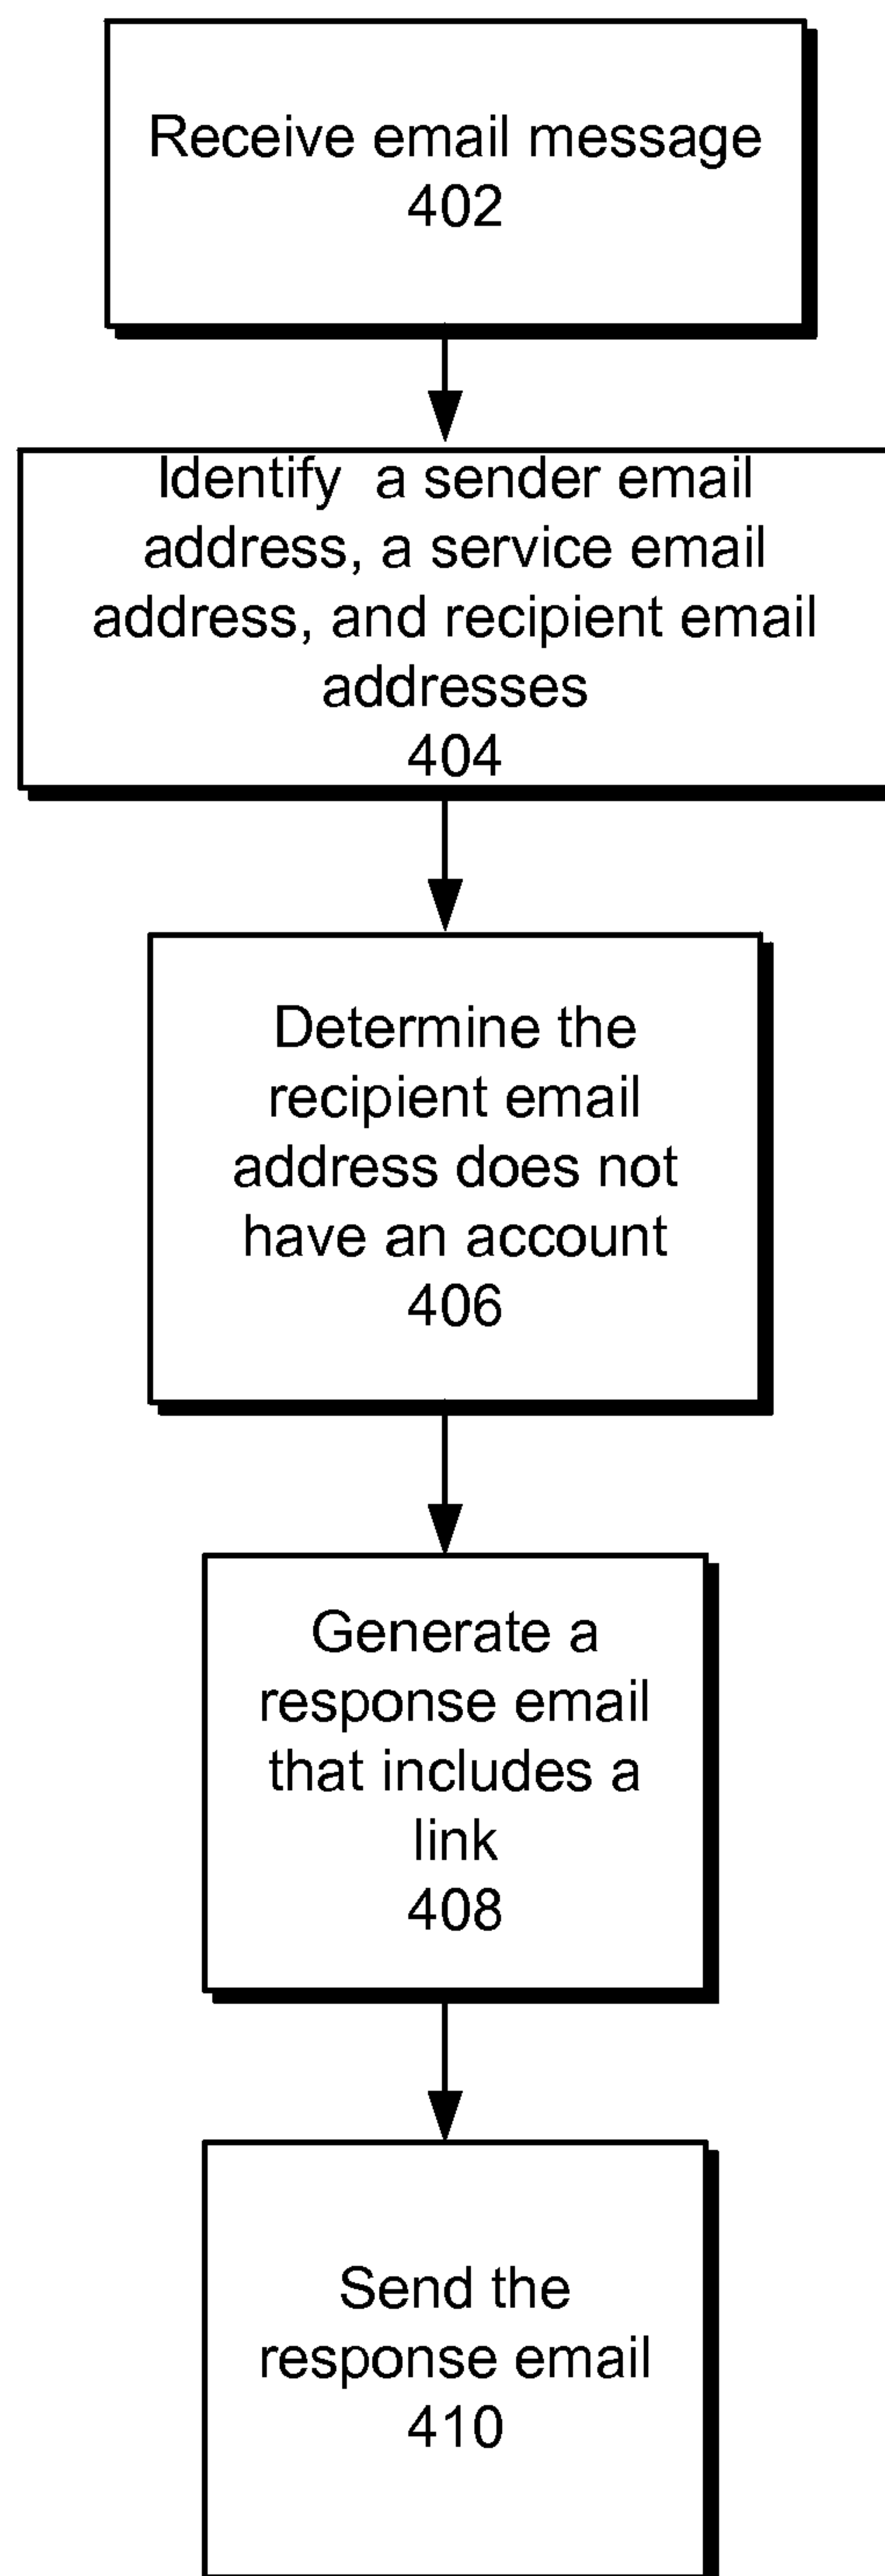 Receive email message
402
Identify a sender email
address, a service email
address, and recipient email
addresses
404
Determine the
recipient email
address does not
have an account
406
Generate a
response email
that includes a
link
408
Send the
response email
410